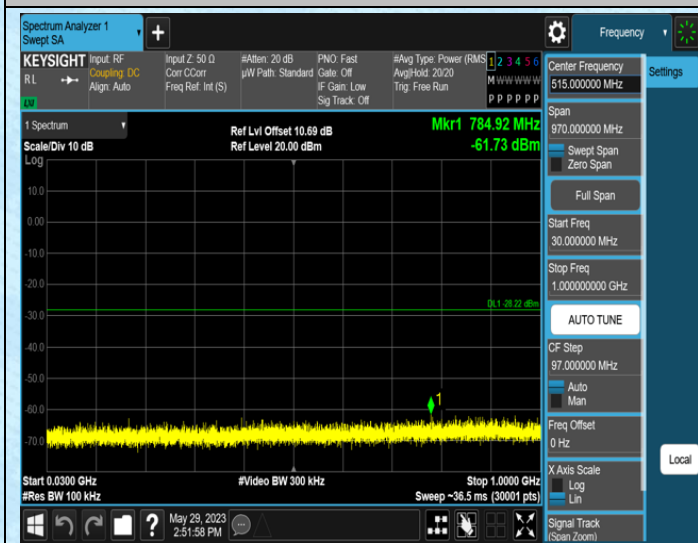 Spectrum Analyzer 1
Swept SA
Frequency
KEYSIGHT
R L
LXI
Input: RF
Coupling: DC
Align: Auto
Input Z: 50 Ω
Corr CCorr
Freq Ref: Int (S)
#Atten: 20 dB
µW Path: Standard
PNO: Fast
Gate: Off
IF Gain: Low
Sig Track: Off
#Avg Type: Power (RMS
Avg|Hold: 20/20
Trig: Free Run
1 2 3 4 5 6
M W W W W W
P P P P P P
1 Spectrum
Scale/Div 10 dB
Log
Ref Lvl Offset 10.69 dB
Ref Level 20.00 dBm
Mkr1 784.92 MHz
-61.73 dBm
10.0
0.00
-10.0
-20.0
DL1 -28.22 dBm
-30.0
-40.0
-50.0
-60.0
1
-70.0
Start 0.0300 GHz
#Res BW 100 kHz
#Video BW 300 kHz
Stop 1.0000 GHz
Sweep ~36.5 ms (30001 pts)
May 29, 2023
2:51:58 PM
Center Frequency
515.000000 MHz
Settings
Span
970.000000 MHz
Swept Span
Zero Span
Full Span
Start Freq
30.000000 MHz
Stop Freq
1.000000000 GHz
AUTO TUNE
CF Step
97.000000 MHz
Auto
Man
Freq Offset
0 Hz
Local
X Axis Scale
Log
Lin
Signal Track
(Span Zoom)